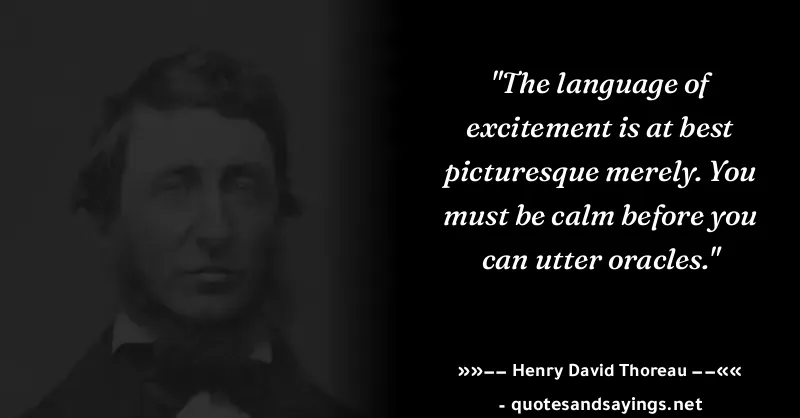 "The language of
excitement is at best
picturesque merely. You
must be calm before you
can utter oracles."
»»–– Henry David Thoreau ––««
- quotesandsayings.net